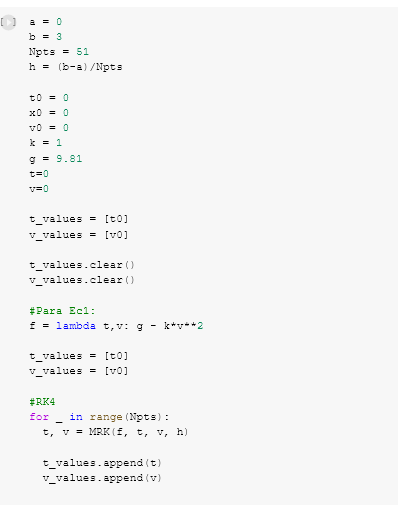 [ ] a = 0
b = 3
Npts = 51
h = (b-a)/Npts
t0 = 0
x0 = 0
v0 = 0
k = 1
g = 9.81
t=0
v=0
t_values = [t0]
v_values = [v0]
t_values.clear()
v_values.clear()
#Para Ec1:
f = lambda t,v: g - k*v**2
t_values = [t0]
v_values = [v0]
#RK4
for _ in range(Npts):
t, v = MRK(f, t, v, h)
t_values.append(t)
v_values.append(v)